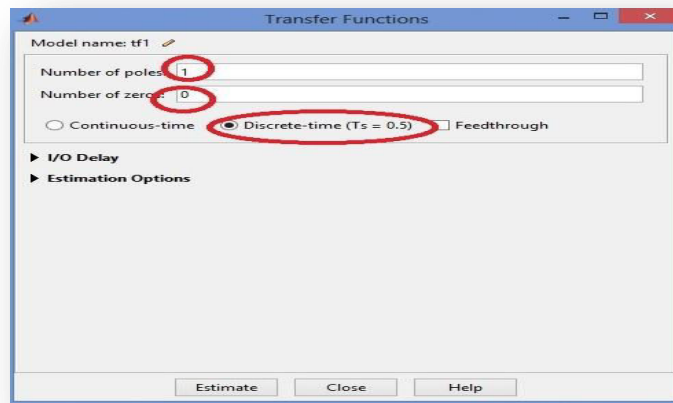 Transfer Functions
Model name: tf1
Number of poles: 1
Number of zeros: 0
Continuous-time Discrete-time (Ts = 0.5) Feedthrough
I/O Delay
Estimation Options
Estimate Close Help